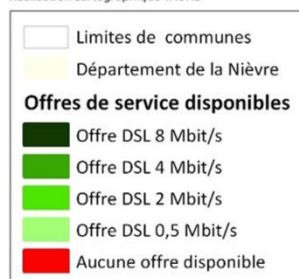 Limites de communes
Département de la Nièvre
Offres de service disponibles
Offre DSL 8 Mbit/s
Offre DSL 4 Mbit/s
Offre DSL 2 Mbit/s
Offre DSL 0,5 Mbit/s
Aucune offre disponible